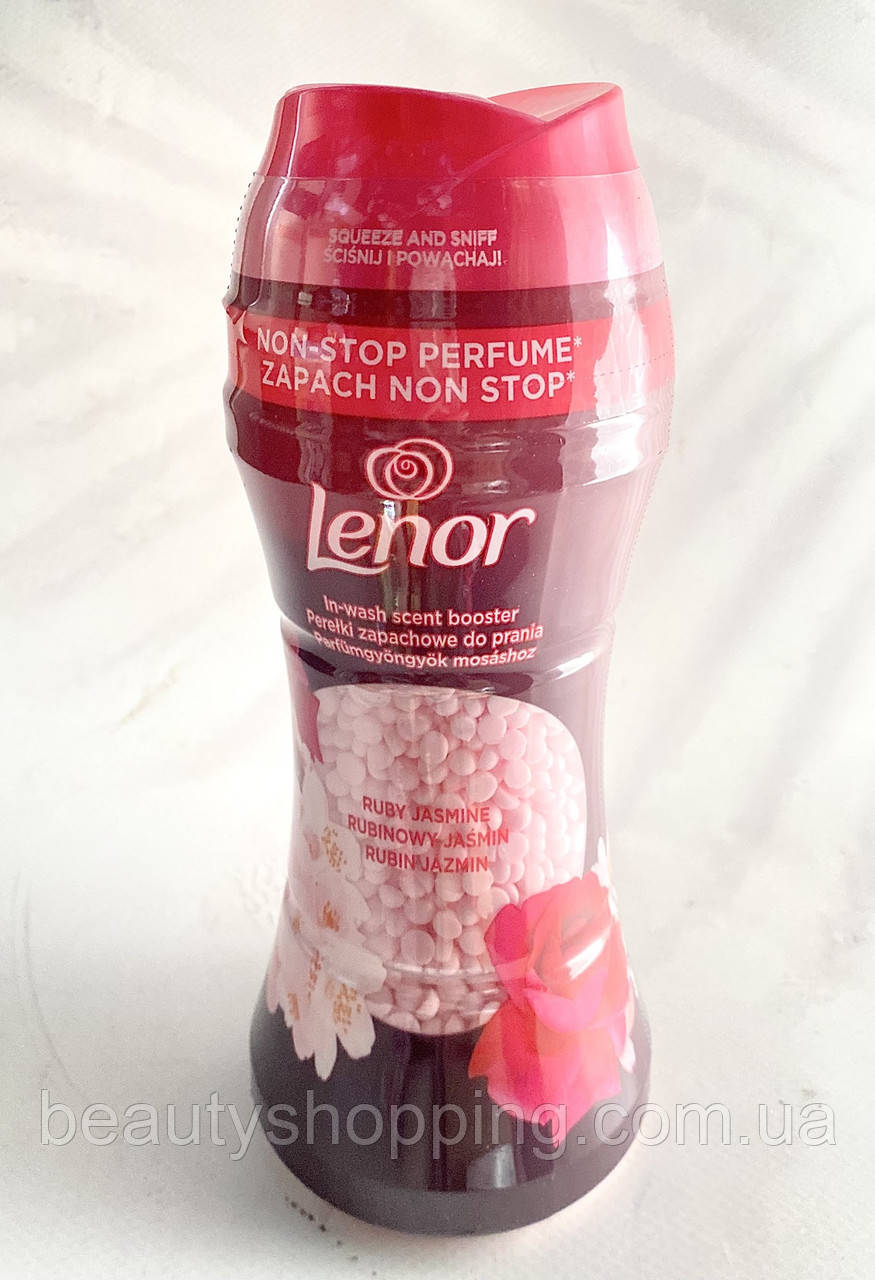 SQUEEZE AND SNIFF
ŚCIŚNIJ I POWĄCHAJ!
NON-STOP PERFUME*
ZAPACH NON STOP*
Lenor
In-wash scent booster
Perełki zapachowe do prania
Parfümgyöngyök mosáshoz
RUBY JASMINE
RUBINOWY JAŚMIN
RUBIN JÁZMIN
beautyshopping.com.ua